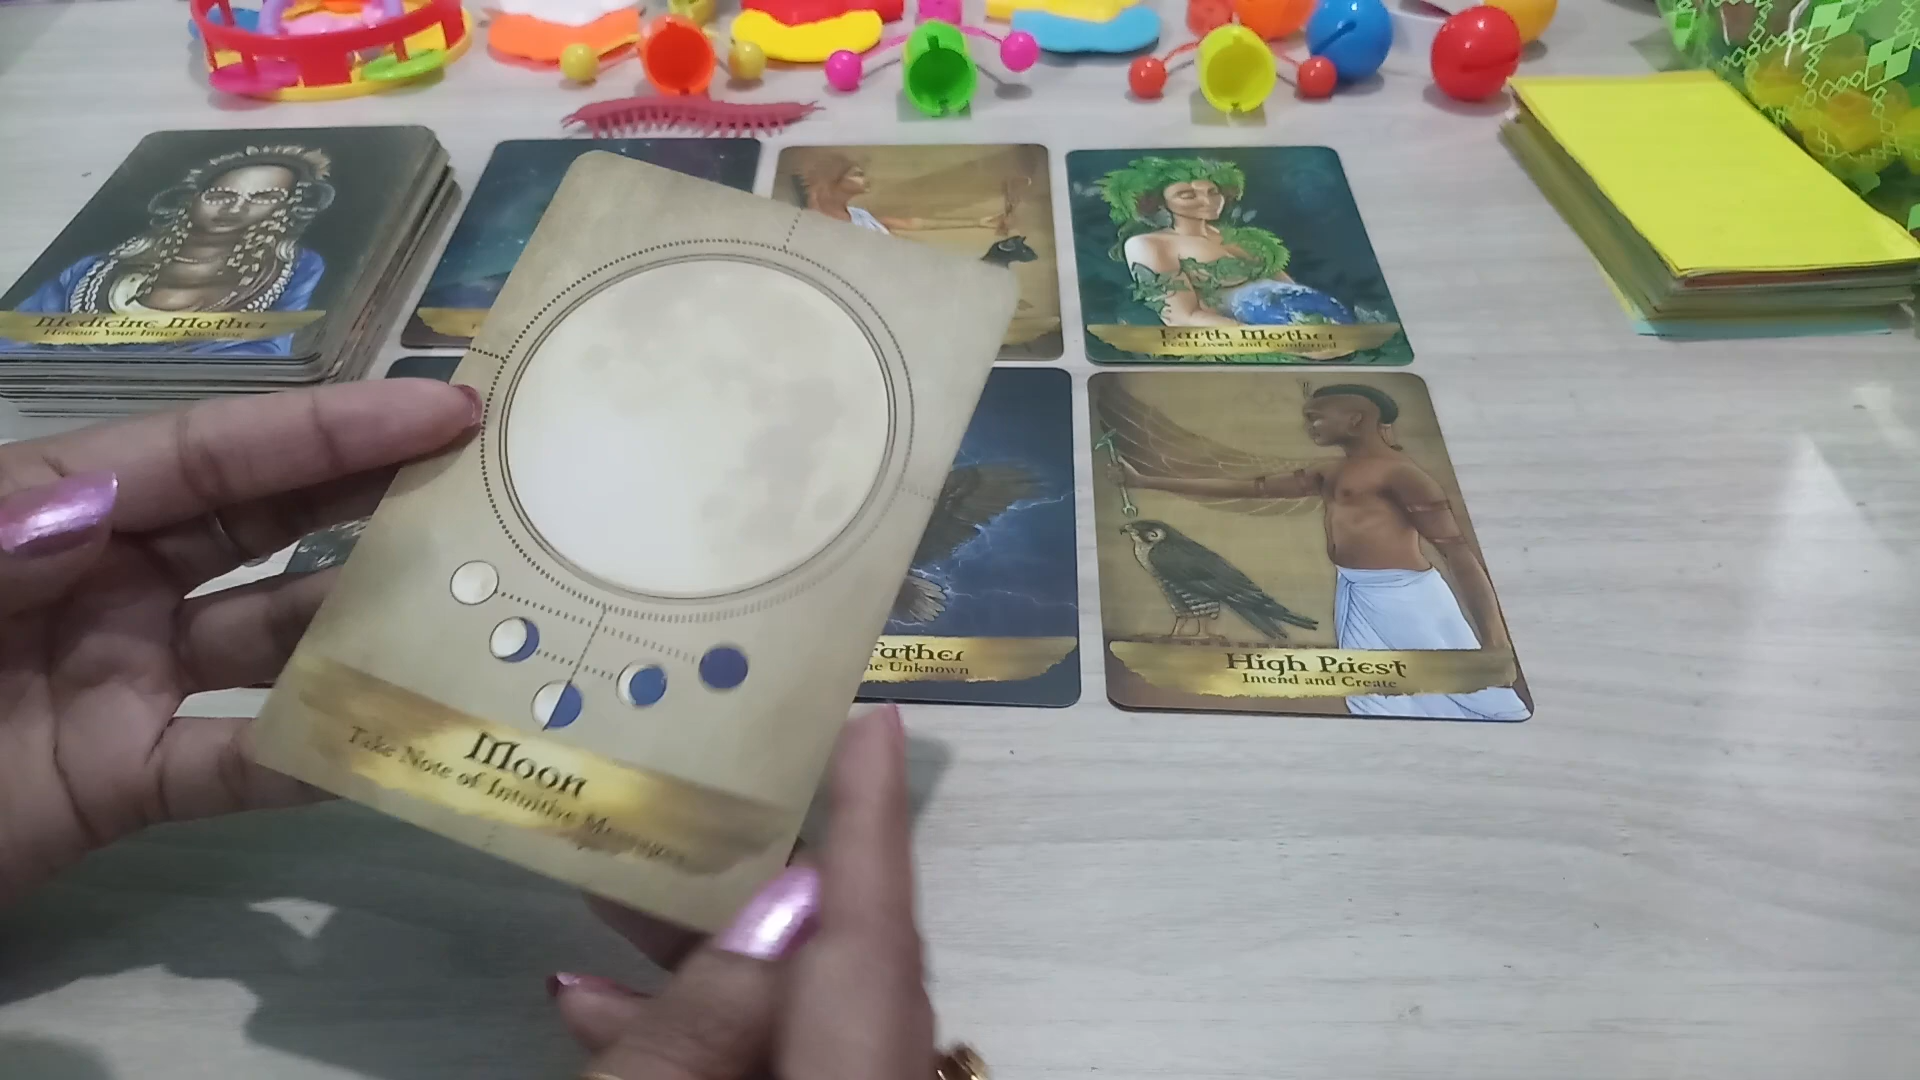 Medicine Mother
Honour Your Inner Knowing
Earth Mother
Feel Loved and Comforted
Father
the Unknown
High Priest
Intend and Create
Moon
Take Note of Intuitive Messages